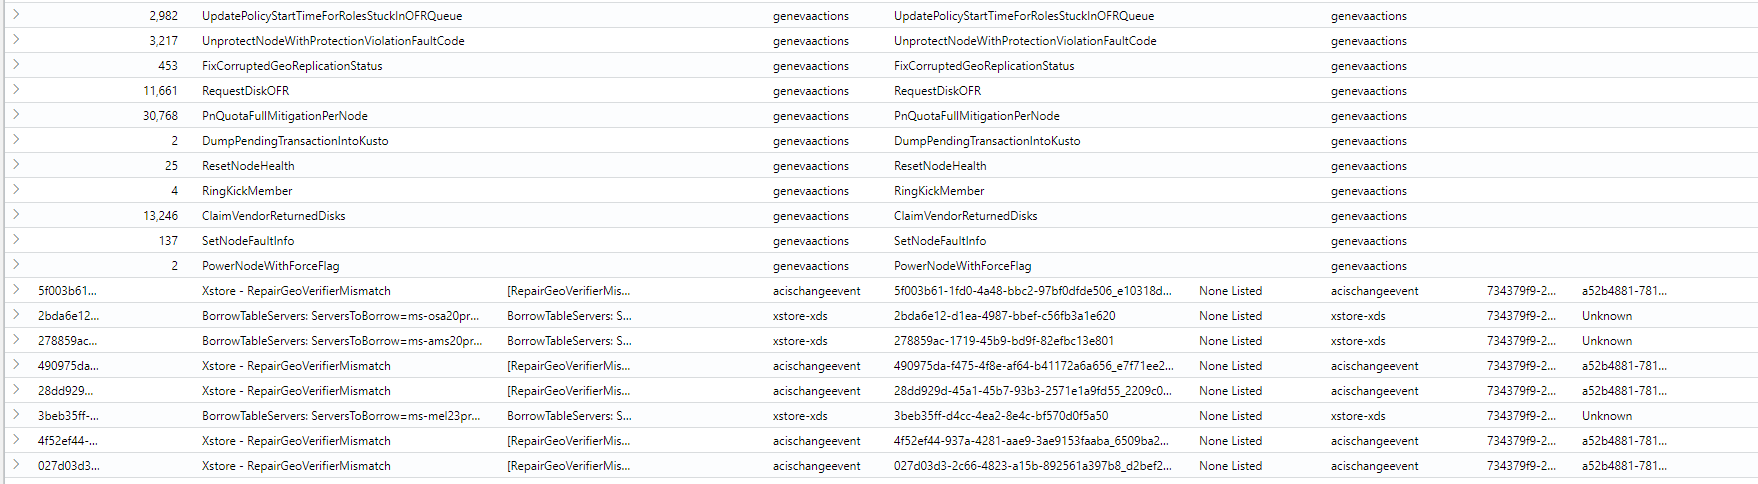 2,982 UpdatePolicyStartTimeForRolesStuckInOFRQueue genevaactions UpdatePolicyStartTimeForRolesStuckInOFRQueue genevaactions
3,217 UnprotectNodeWithProtectionViolationFaultCode genevaactions UnprotectNodeWithProtectionViolationFaultCode genevaactions
453 FixCorruptedGeoReplicationStatus genevaactions FixCorruptedGeoReplicationStatus genevaactions
11,661 RequestDiskOFR genevaactions RequestDiskOFR genevaactions
30,768 PnQuotaFullMitigationPerNode genevaactions PnQuotaFullMitigationPerNode genevaactions
2 DumpPendingTransactionIntoKusto genevaactions DumpPendingTransactionIntoKusto genevaactions
25 ResetNodeHealth genevaactions ResetNodeHealth genevaactions
4 RingKickMember genevaactions RingKickMember genevaactions
13,246 ClaimVendorReturnedDisks genevaactions ClaimVendorReturnedDisks genevaactions
137 SetNodeFaultInfo genevaactions SetNodeFaultInfo genevaactions
2 PowerNodeWithForceFlag genevaactions PowerNodeWithForceFlag genevaactions
5f003b61... Xstore - RepairGeoVerifierMismatch [RepairGeoVerifierMis... acischangeevent 5f003b61-1fd0-4a48-bbc2-97bf0dfde506_e10318d... None Listed acischangeevent 734379f9-2... a52b4881-781...
2bda6e12... BorrowTableServers: ServersToBorrow=ms-osa20pr... BorrowTableServers: S... xstore-xds 2bda6e12-d1ea-4987-bbef-c56fb3a1e620 None Listed xstore-xds 734379f9-2... Unknown
278859ac... BorrowTableServers: ServersToBorrow=ms-ams20pr... BorrowTableServers: S... xstore-xds 278859ac-1719-45b9-bd9f-82efbc13e801 None Listed xstore-xds 734379f9-2... Unknown
490975da... Xstore - RepairGeoVerifierMismatch [RepairGeoVerifierMis... acischangeevent 490975da-f475-4f8e-af64-b41172a6a656_e7f71ee2... None Listed acischangeevent 734379f9-2... a52b4881-781...
28dd929... Xstore - RepairGeoVerifierMismatch [RepairGeoVerifierMis... acischangeevent 28dd929d-45a1-45b7-93b3-2571e1a9fd55_2209c0... None Listed acischangeevent 734379f9-2... a52b4881-781...
3beb35ff-... BorrowTableServers: ServersToBorrow=ms-mel23pr... BorrowTableServers: S... xstore-xds 3beb35ff-d4cc-4ea2-8e4c-bf570d0f5a50 None Listed xstore-xds 734379f9-2... Unknown
4f52ef44-... Xstore - RepairGeoVerifierMismatch [RepairGeoVerifierMis... acischangeevent 4f52ef44-937a-4281-aae9-3ae9153faaba_6509ba2... None Listed acischangeevent 734379f9-2... a52b4881-781...
027d03d3... Xstore - RepairGeoVerifierMismatch [RepairGeoVerifierMis... acischangeevent 027d03d3-2c66-4823-a15b-892561a397b8_d2bef2... None Listed acischangeevent 734379f9-2... a52b4881-781...